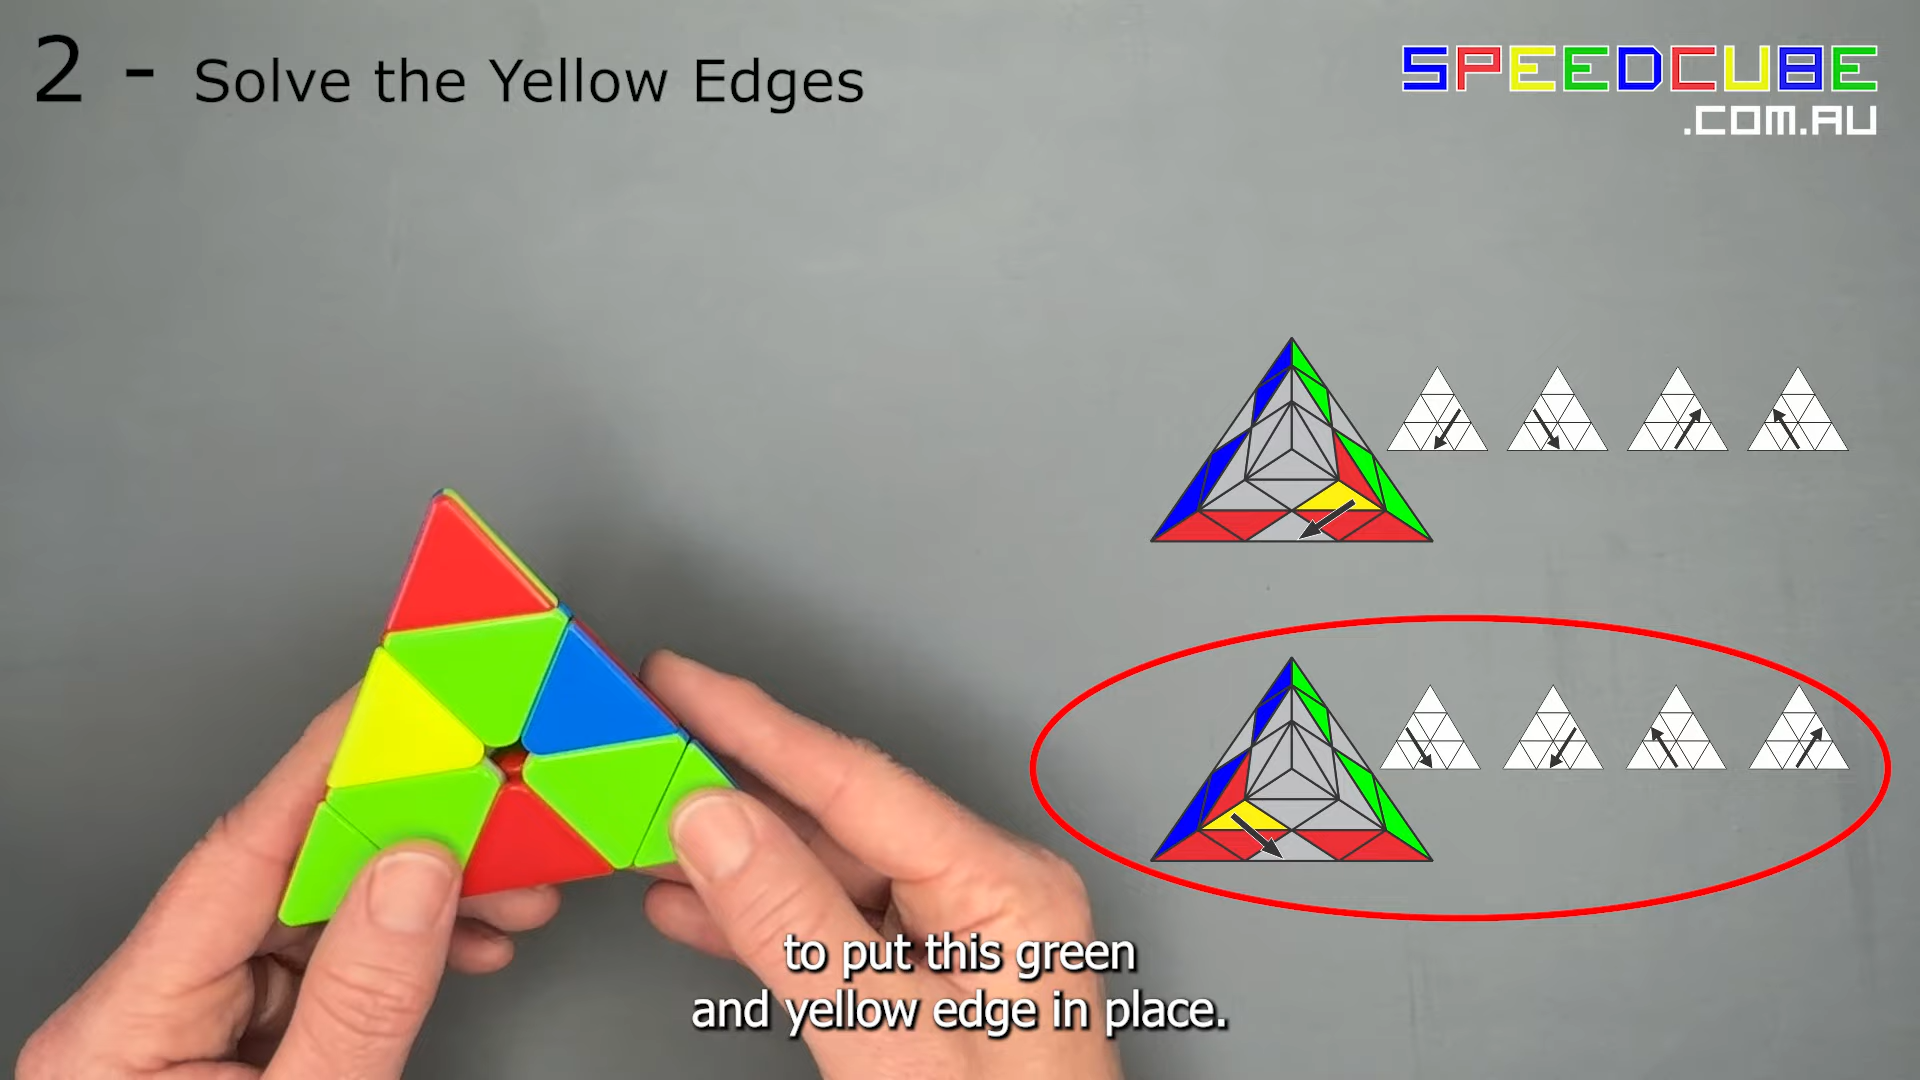 2 - Solve the Yellow Edges
SPEEDCUBE
.COM.AU
to put this green
and yellow edge in place.